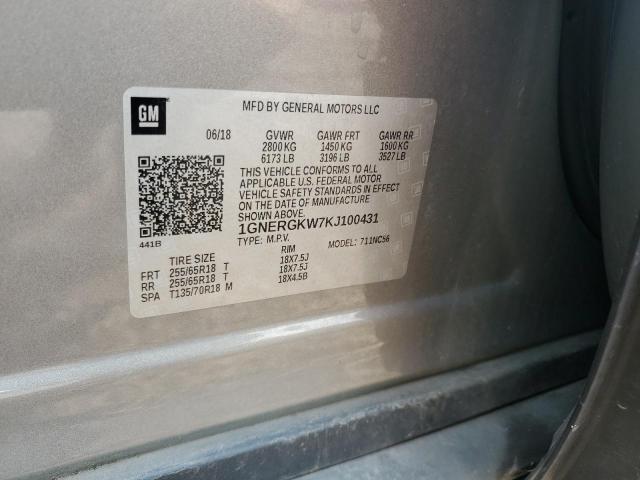 GM
MFD BY GENERAL MOTORS LLC
06/18 GVWR GAWR FRT GAWR RR
2800 KG 1450 KG 1600 KG
6173 LB 3196 LB 3527 LB
THIS VEHICLE CONFORMS TO ALL
APPLICABLE U.S. FEDERAL MOTOR
VEHICLE SAFETY STANDARDS IN EFFECT
ON THE DATE OF MANUFACTURE
SHOWN ABOVE.
1GNERGKW7KJ100431
441B TYPE: M.P.V. MODEL: 711NC56
TIRE SIZE RIM
FRT 255/65R18 T 18X7.5J
RR 255/65R18 T 18X7.5J
SPA T135/70R18 M 18X4.5B